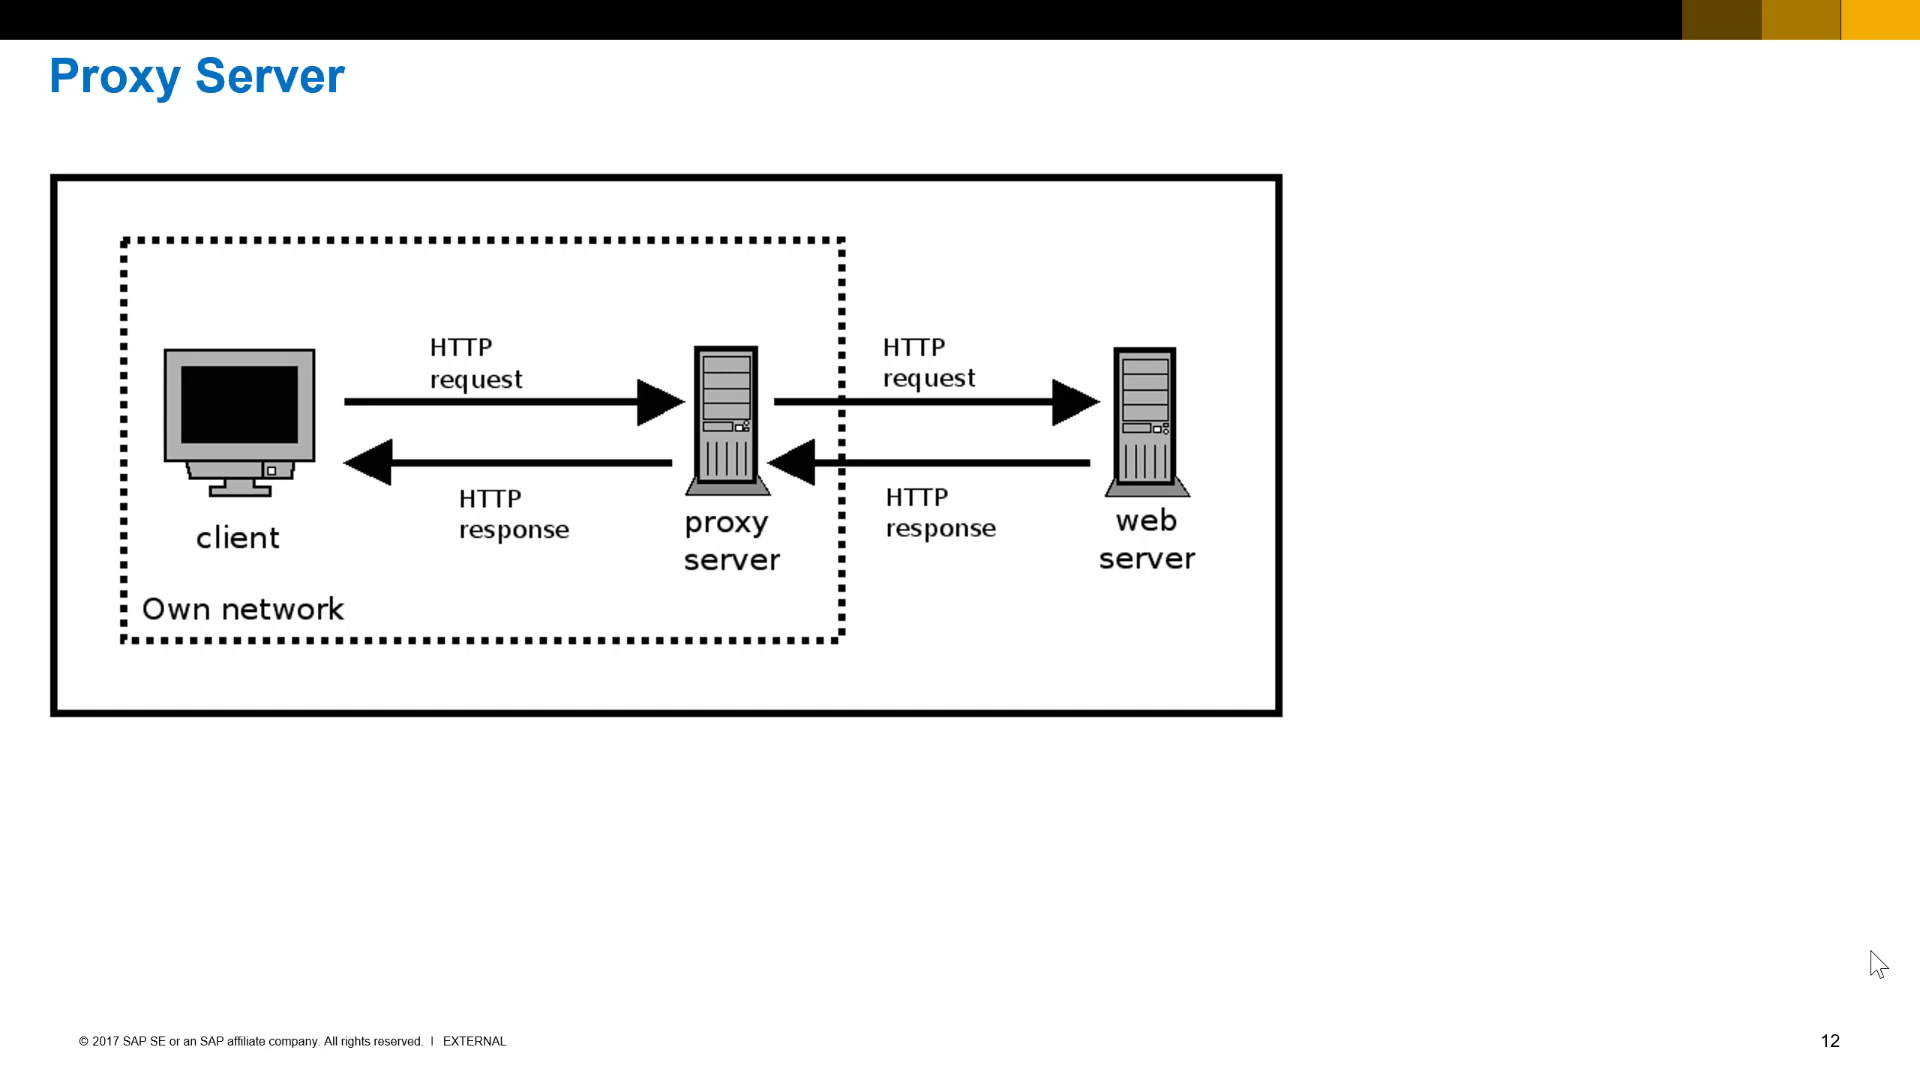 Proxy Server
HTTP
request
HTTP
request
HTTP
response
HTTP
response
client
proxy
server
web
server
Own network
© 2017 SAP SE or an SAP affiliate company. All rights reserved. I EXTERNAL
12